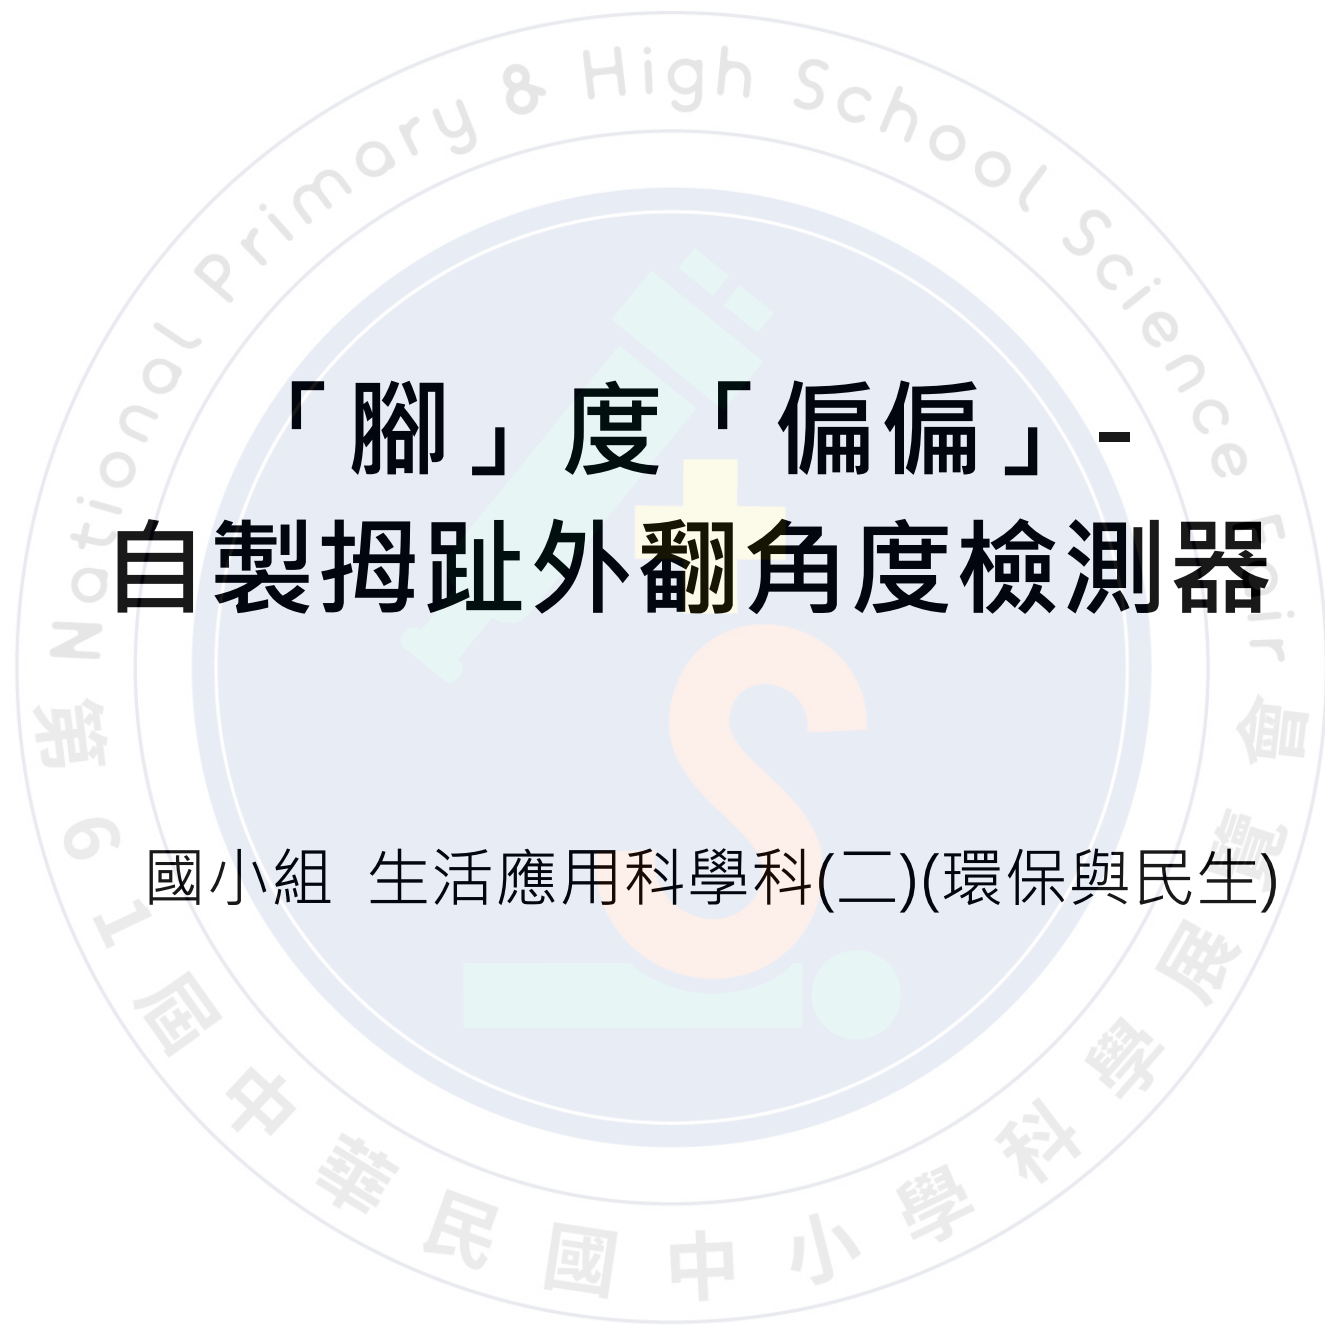 National Primary & High School Science Fair
「腳」度「偏偏」-
自製拇趾外翻角度檢測器
國小組 生活應用科學科(二)(環保與民生)
第61屆中華民國中小學科學展覽會